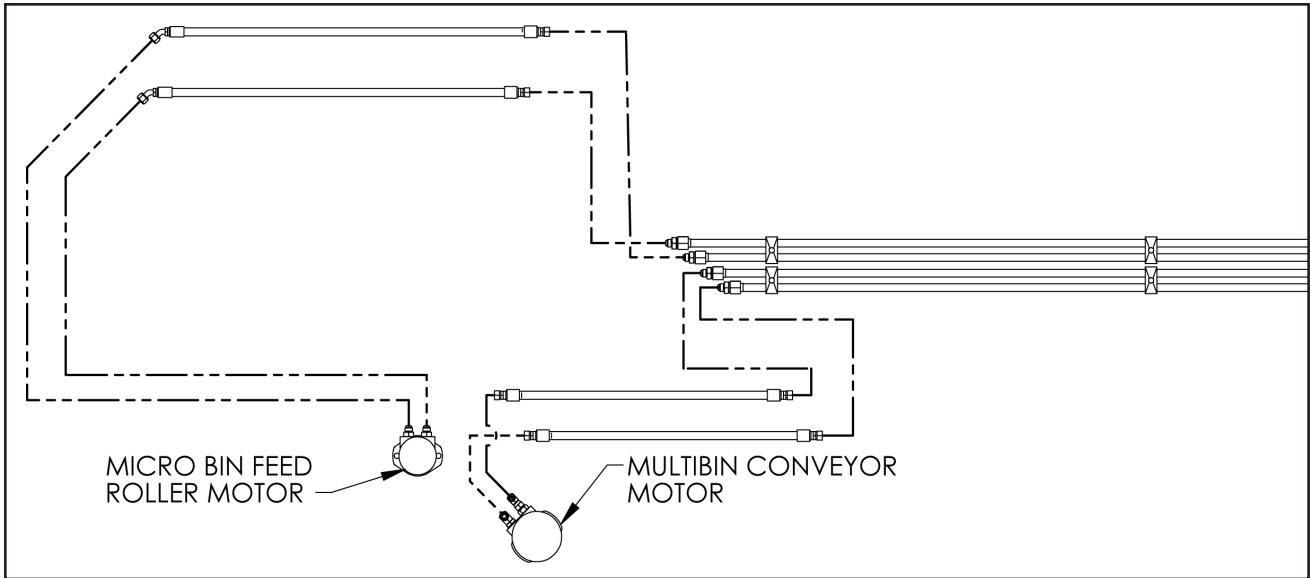 MICRO BIN FEED
ROLLER MOTOR
MULTIBIN CONVEYOR
MOTOR